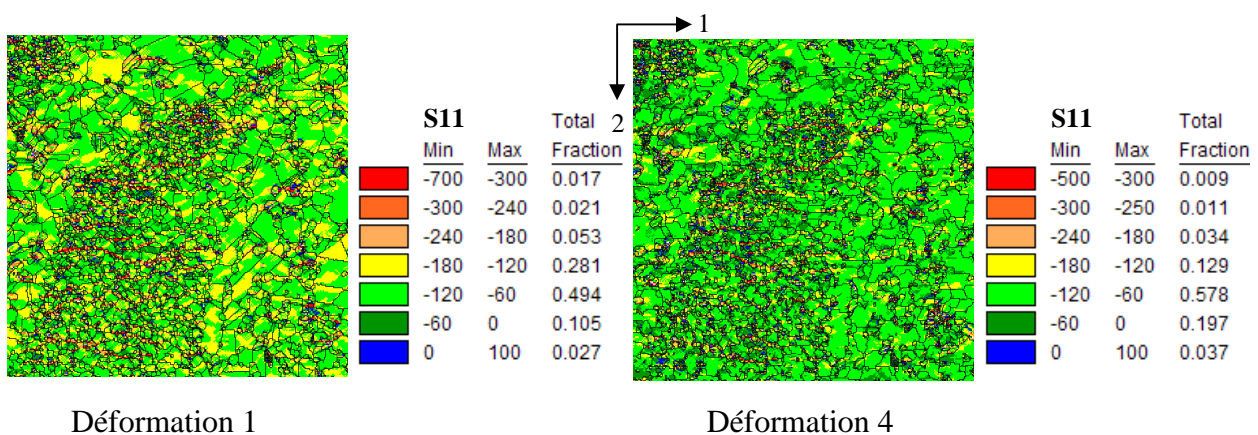 1
2
S11 Total
Min Max Fraction
-700 -300 0.017
-300 -240 0.021
-240 -180 0.053
-180 -120 0.281
-120 -60 0.494
-60 0 0.105
0 100 0.027
Déformation 1
S11 Total
Min Max Fraction
-500 -300 0.009
-300 -250 0.011
-240 -180 0.034
-180 -120 0.129
-120 -60 0.578
-60 0 0.197
0 100 0.037
Déformation 4